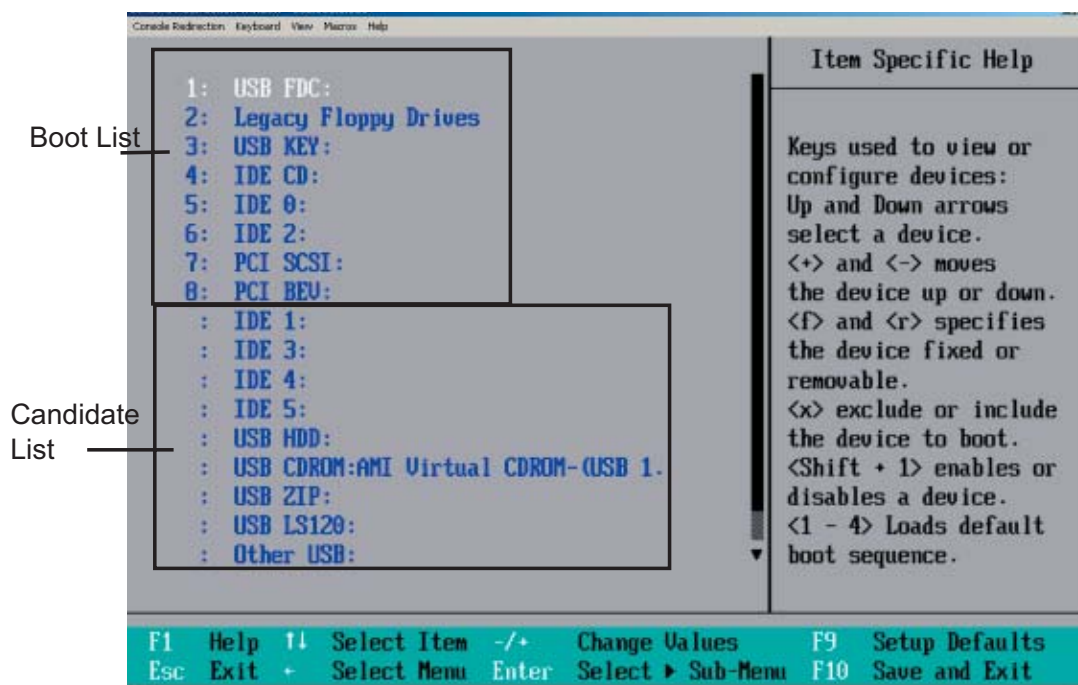 Console Redirection Keyboard View Macros Help
Item Specific Help
Boot List
1: USB FDC:
2: Legacy Floppy Drives
3: USB KEY:
4: IDE CD:
5: IDE 0:
6: IDE 2:
7: PCI SCSI:
8: PCI BEV:
Candidate
List
: IDE 1:
: IDE 3:
: IDE 4:
: IDE 5:
: USB HDD:
: USB CDROM:AMI Virtual CDROM-(USB 1.
: USB ZIP:
: USB LS120:
: Other USB:
Keys used to view or
configure devices:
Up and Down arrows
select a device.
<+> and <-> moves
the device up or down.
<f> and <r> specifies
the device fixed or
removable.
<x> exclude or include
the device to boot.
<Shift + 1> enables or
disables a device.
<1 - 4> Loads default
boot sequence.
F1 Help ↑↓ Select Item -/+ Change Values F9 Setup Defaults
Esc Exit ← Select Menu Enter Select ▶ Sub-Menu F10 Save and Exit